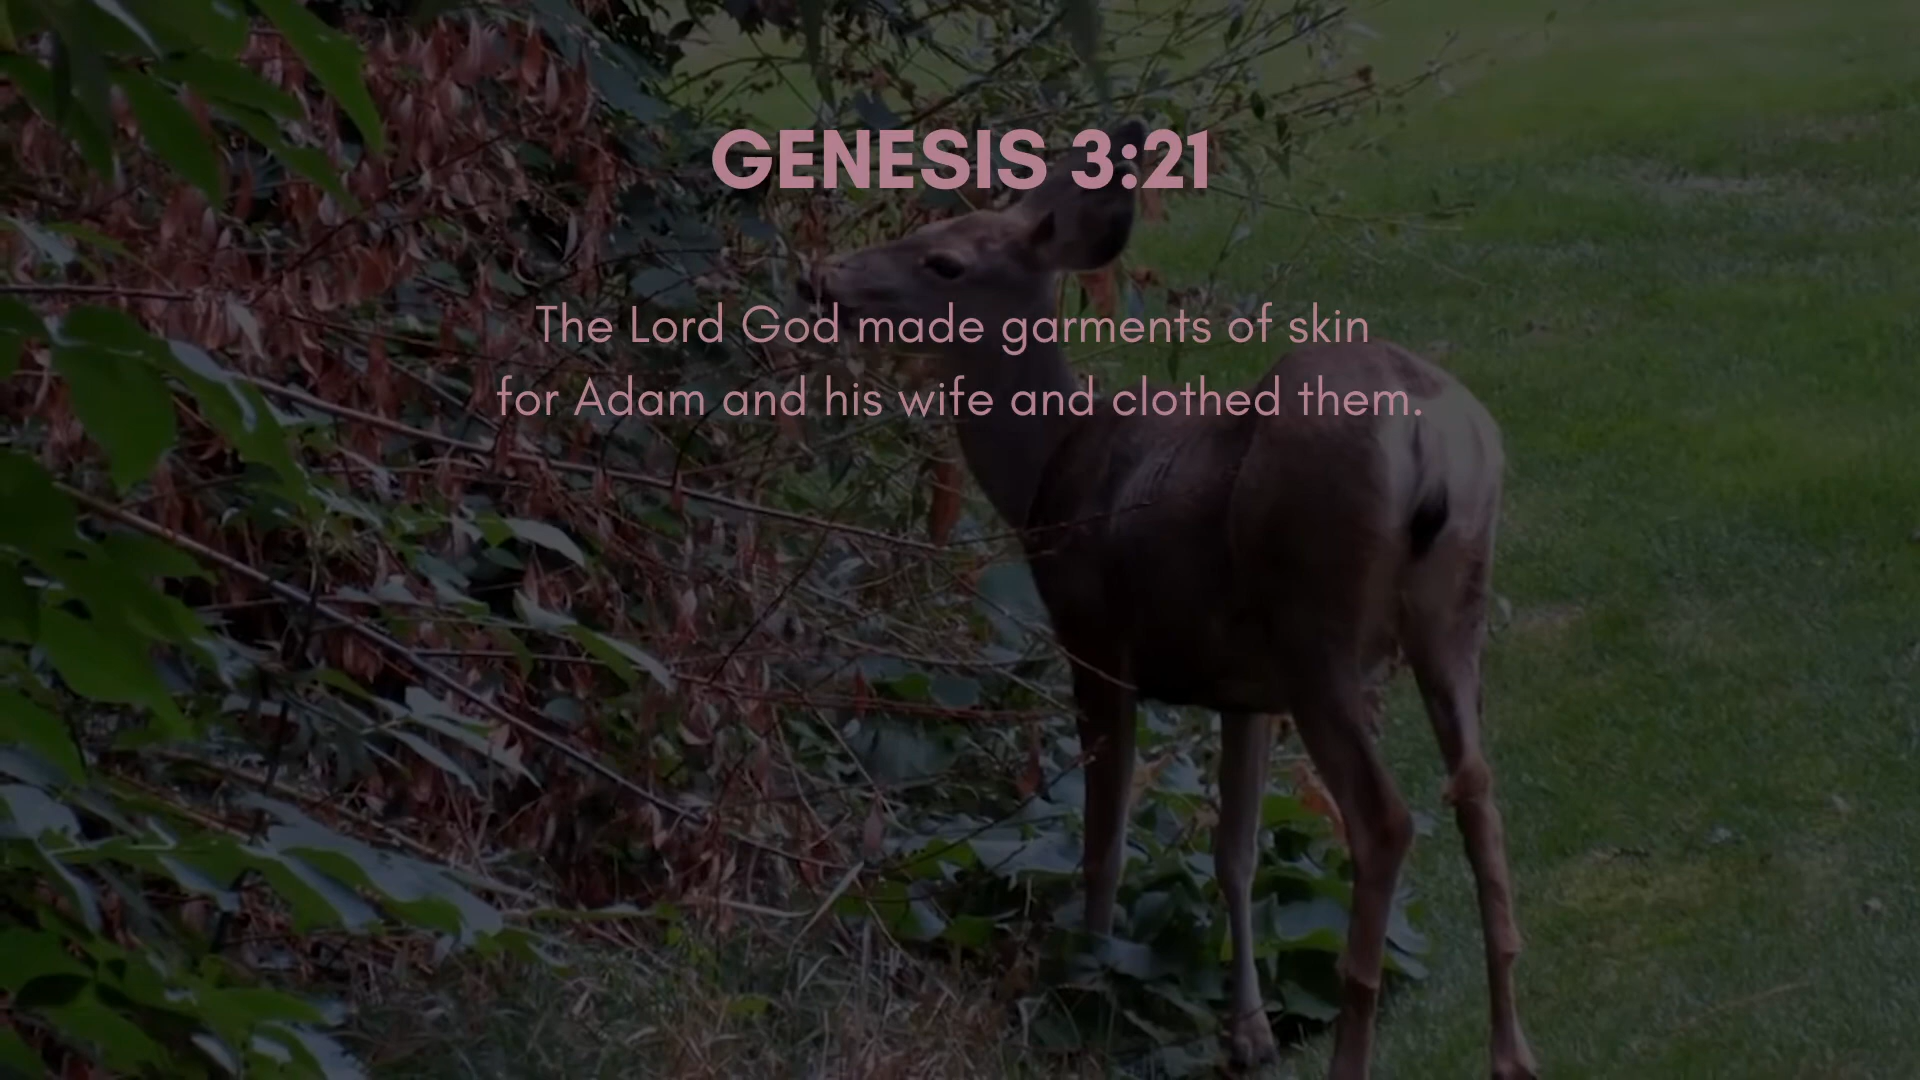 GENESIS 3:21
The Lord God made garments of skin
for Adam and his wife and clothed them.